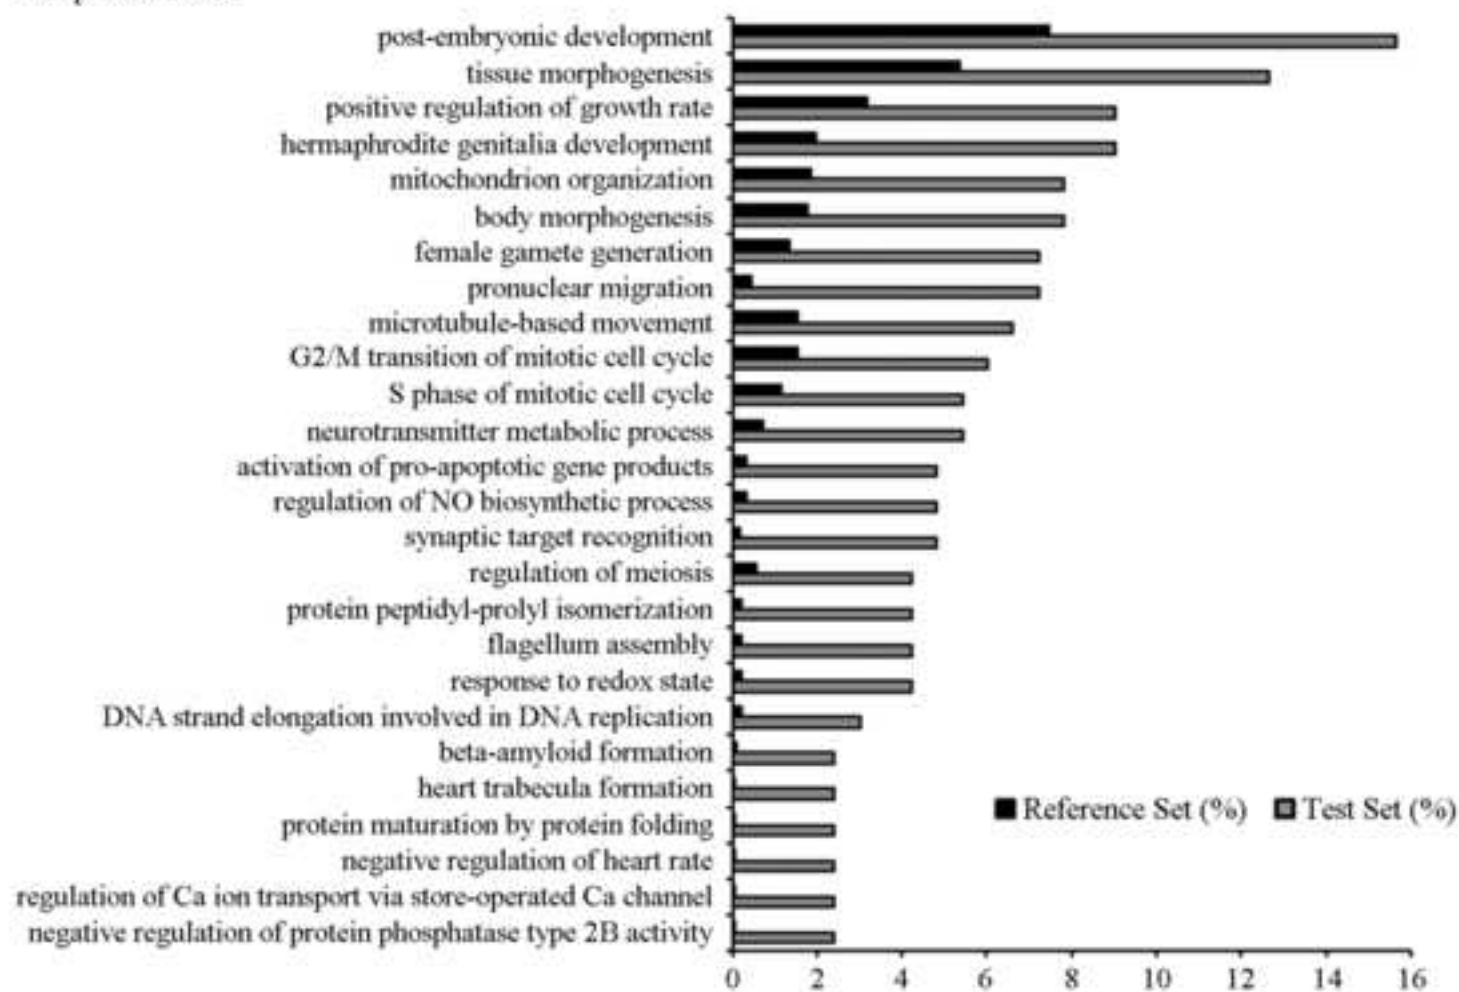 post-embryonic development
tissue morphogenesis
positive regulation of growth rate
hermaphrodite genitalia development
mitochondrion organization
body morphogenesis
female gamete generation
pronuclear migration
microtubule-based movement
G2/M transition of mitotic cell cycle
S phase of mitotic cell cycle
neurotransmitter metabolic process
activation of pro-apoptotic gene products
regulation of NO biosynthetic process
synaptic target recognition
regulation of meiosis
protein peptidyl-prolyl isomerization
flagellum assembly
response to redox state
DNA strand elongation involved in DNA replication
beta-amyloid formation
heart trabecula formation
Reference Set (%) Test Set (%)
protein maturation by protein folding
negative regulation of heart rate
regulation of Ca ion transport via store-operated Ca channel
negative regulation of protein phosphatase type 2B activity
0 2 4 6 8 10 12 14 16